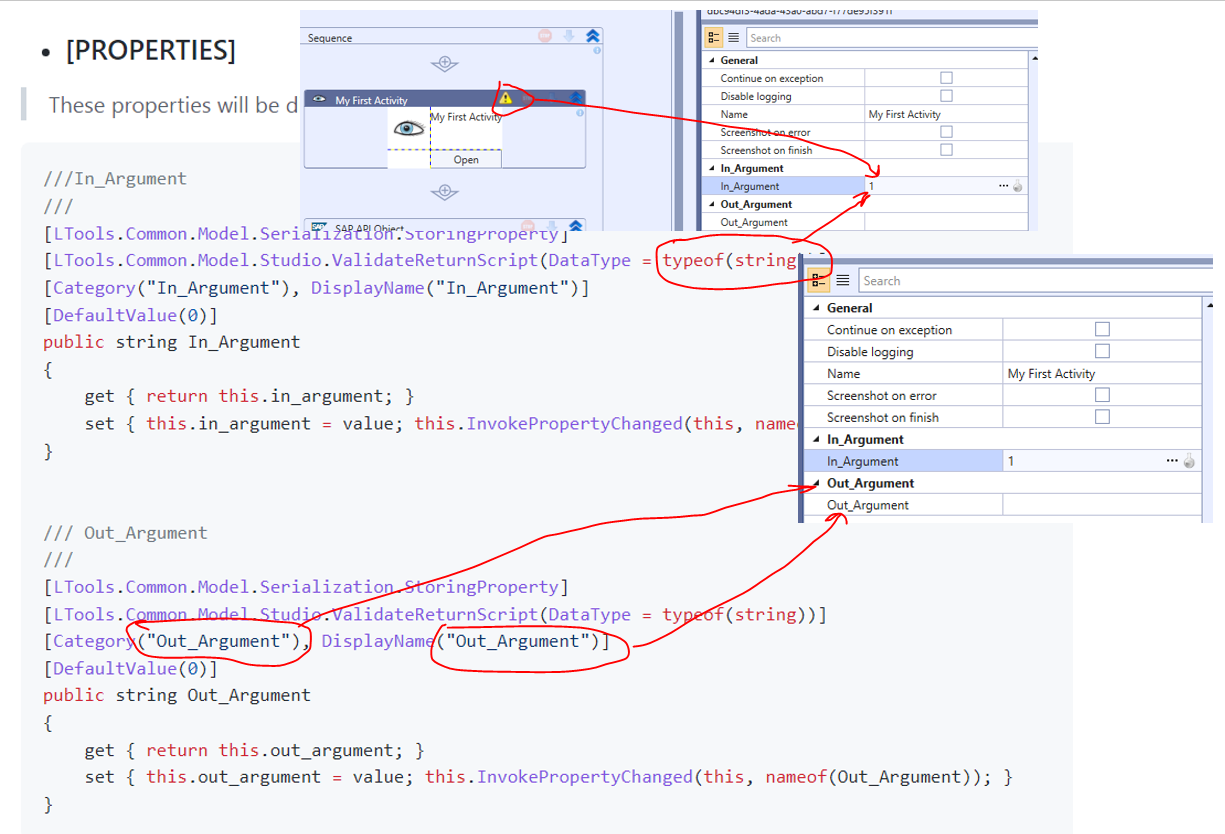 [PROPERTIES]
These properties will be d
///In_Argument
///
[LTools.Common.Model.Serialization.StoringProperty]
[LTools.Common.Model.Studio.ValidateReturnScript(DataType = typeof(string)
[Category("In_Argument"), DisplayName("In_Argument")]
[DefaultValue(0)]
public string In_Argument
{
get { return this.in_argument; }
set { this.in_argument = value; this.InvokePropertyChanged(this, name
}
/// Out_Argument
///
[LTools.Common.Model.Serialization.StoringProperty]
[LTools.Common.Model.Studio.ValidateReturnScript(DataType = typeof(string))]
[Category("Out_Argument"), DisplayName("Out_Argument")]
[DefaultValue(0)]
public string Out_Argument
{
get { return this.out_argument; }
set { this.out_argument = value; this.InvokePropertyChanged(this, nameof(Out_Argument)); }
}
Sequence
My First Activity
My First Activity
Open
SAP API Object
Search
General
Continue on exception
Disable logging
Name My First Activity
Screenshot on error
Screenshot on finish
In_Argument
In_Argument 1 ...
Out_Argument
Out_Argument
Search
General
Continue on exception
Disable logging
Name My First Activity
Screenshot on error
Screenshot on finish
In_Argument
In_Argument 1 ...
Out_Argument
Out_Argument